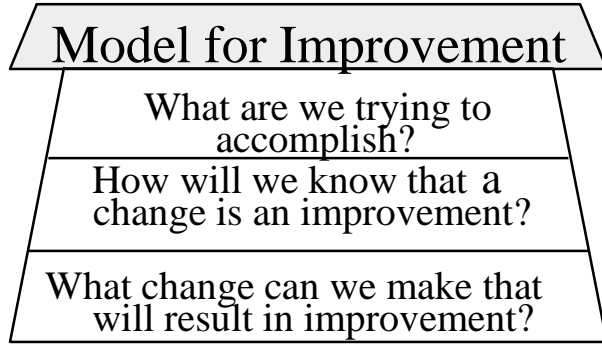 Model for Improvement
What are we trying to
accomplish?
How will we know that a
change is an improvement?
What change can we make that
will result in improvement?